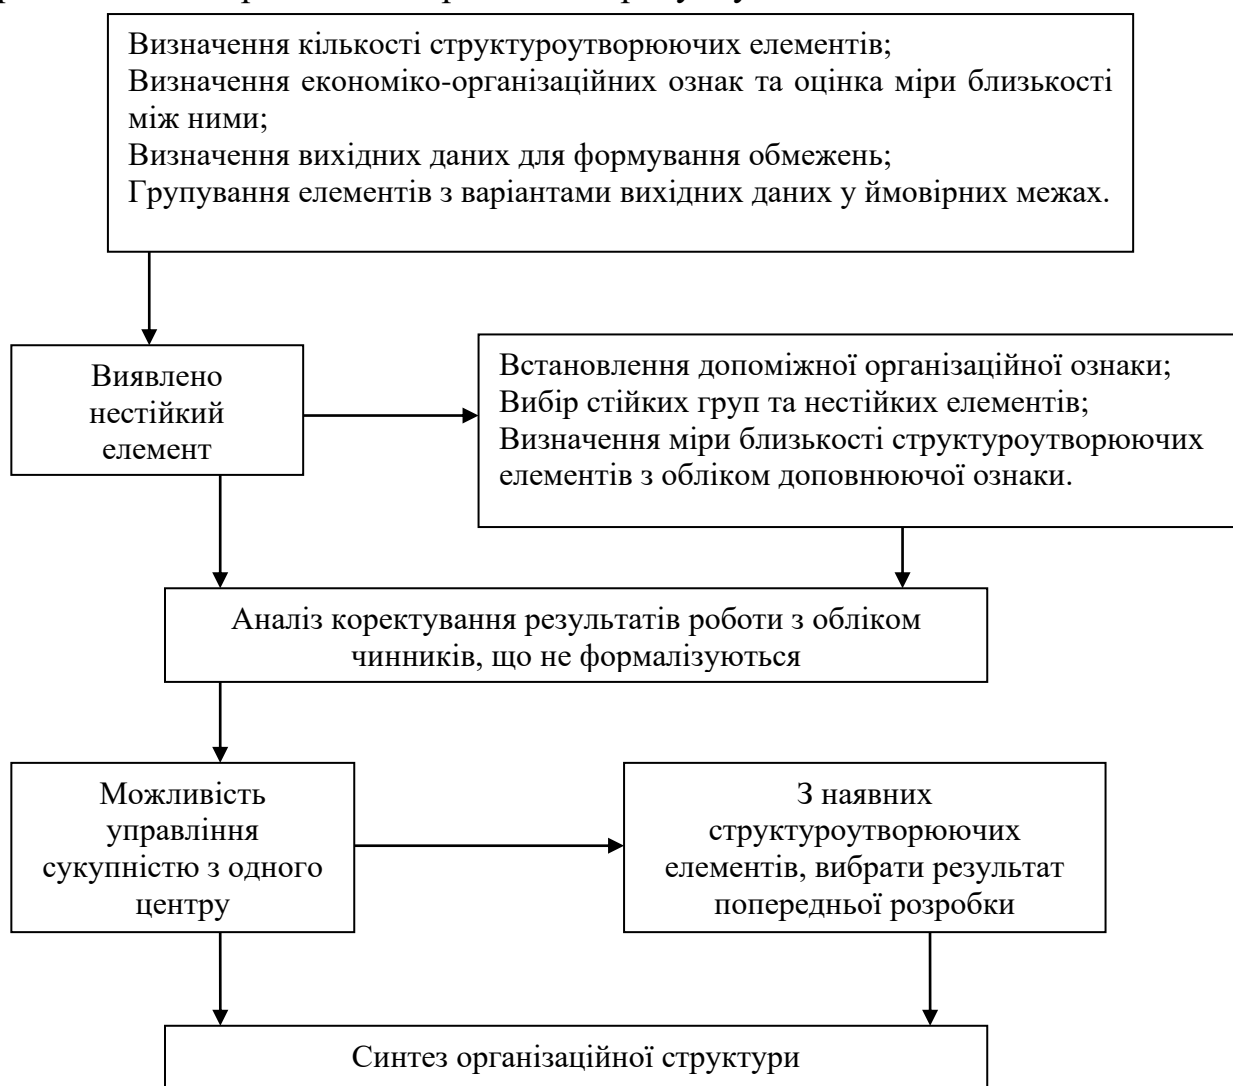 Визначення кількості структуроутворюючих елементів;
Визначення економіко-організаційних ознак та оцінка міри близькості
між ними;
Визначення вихідних даних для формування обмежень;
Групування елементів з варіантами вихідних даних у ймовірних межах.
Виявлено
нестійкий
елемент
Встановлення допоміжної організаційної ознаки;
Вибір стійких груп та нестійких елементів;
Визначення міри близькості структуроутворюючих
елементів з обліком доповнюючої ознаки.
Аналіз коректування результатів роботи з обліком
чинників, що не формалізуються
Можливість
управління
сукупністю з одного
центру
З наявних
структуроутворюючих
елементів, вибрати результат
попередньої розробки
Синтез організаційної структури